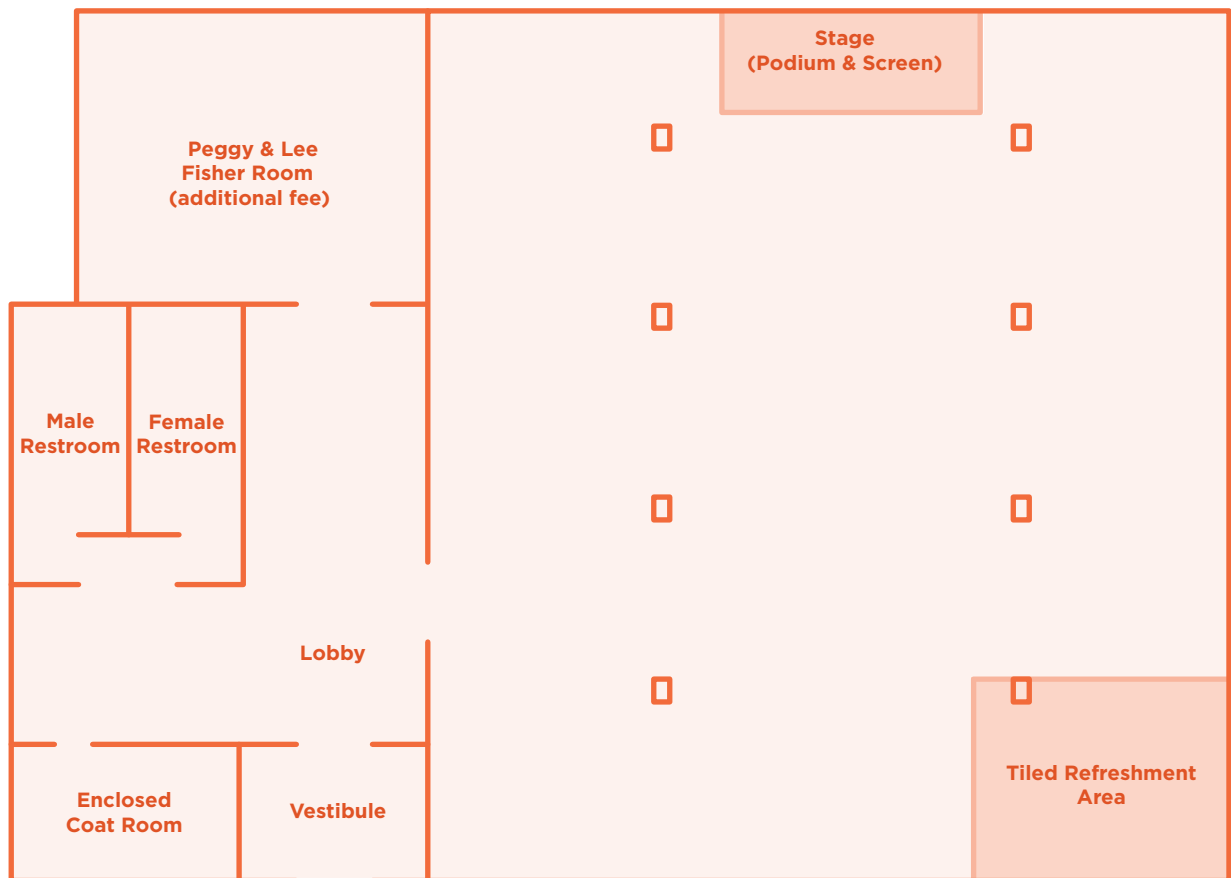 Stage
(Podium & Screen)
Peggy & Lee
Fisher Room
(additional fee)
Male
Restroom
Female
Restroom
Lobby
Enclosed
Coat Room
Vestibule
Tiled Refreshment
Area